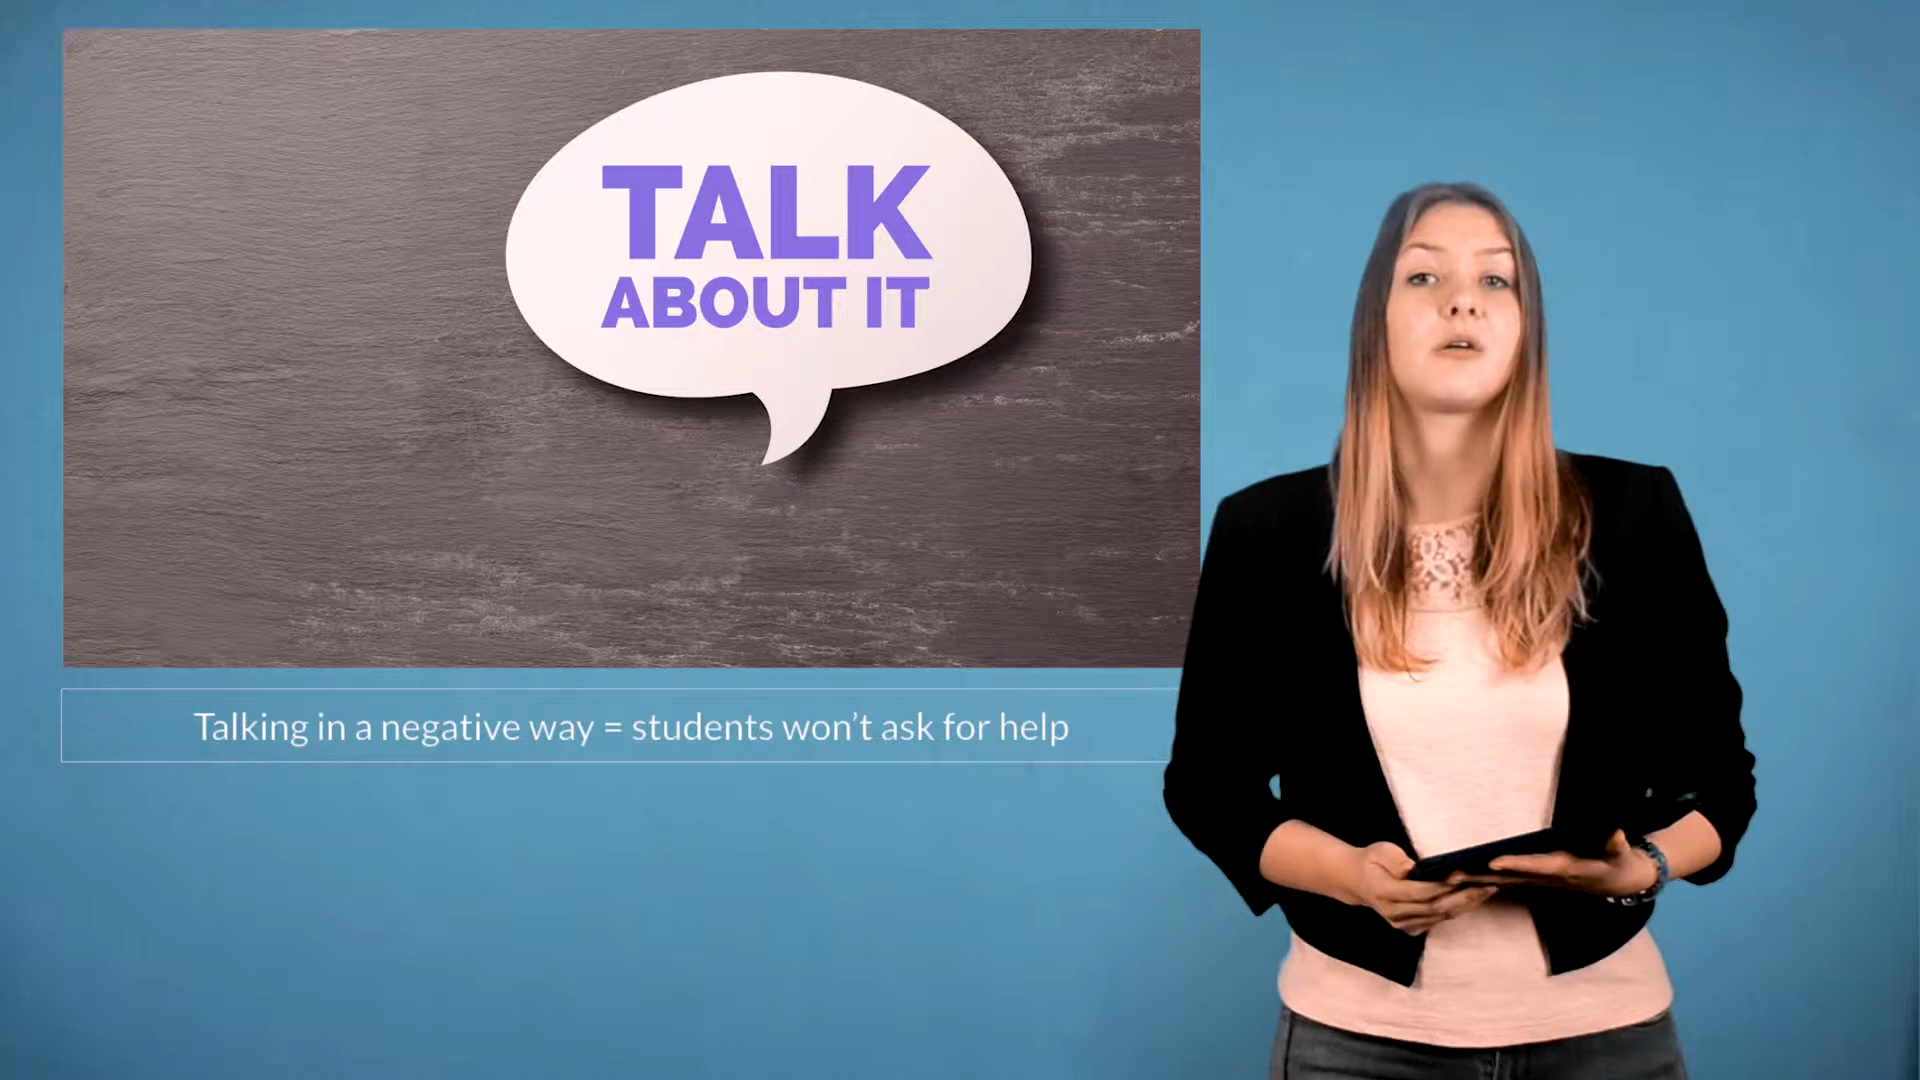 TALK
ABOUT IT
Talking in a negative way = students won’t ask for help